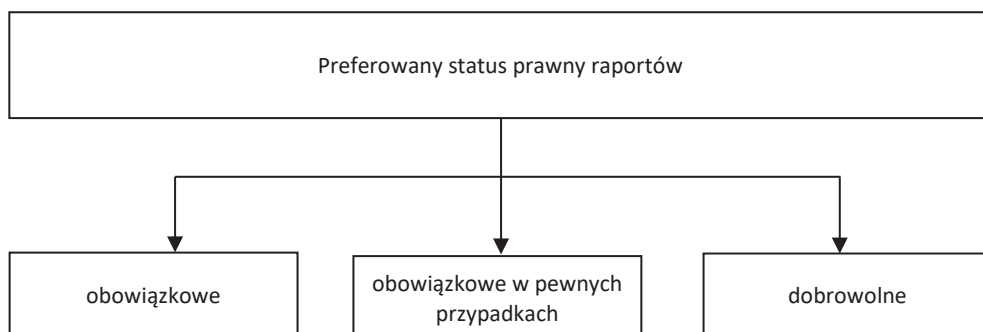 Preferowany status prawny raportów
obowiązkowe
obowiązkowe w pewnych
przypadkach
dobrowolne